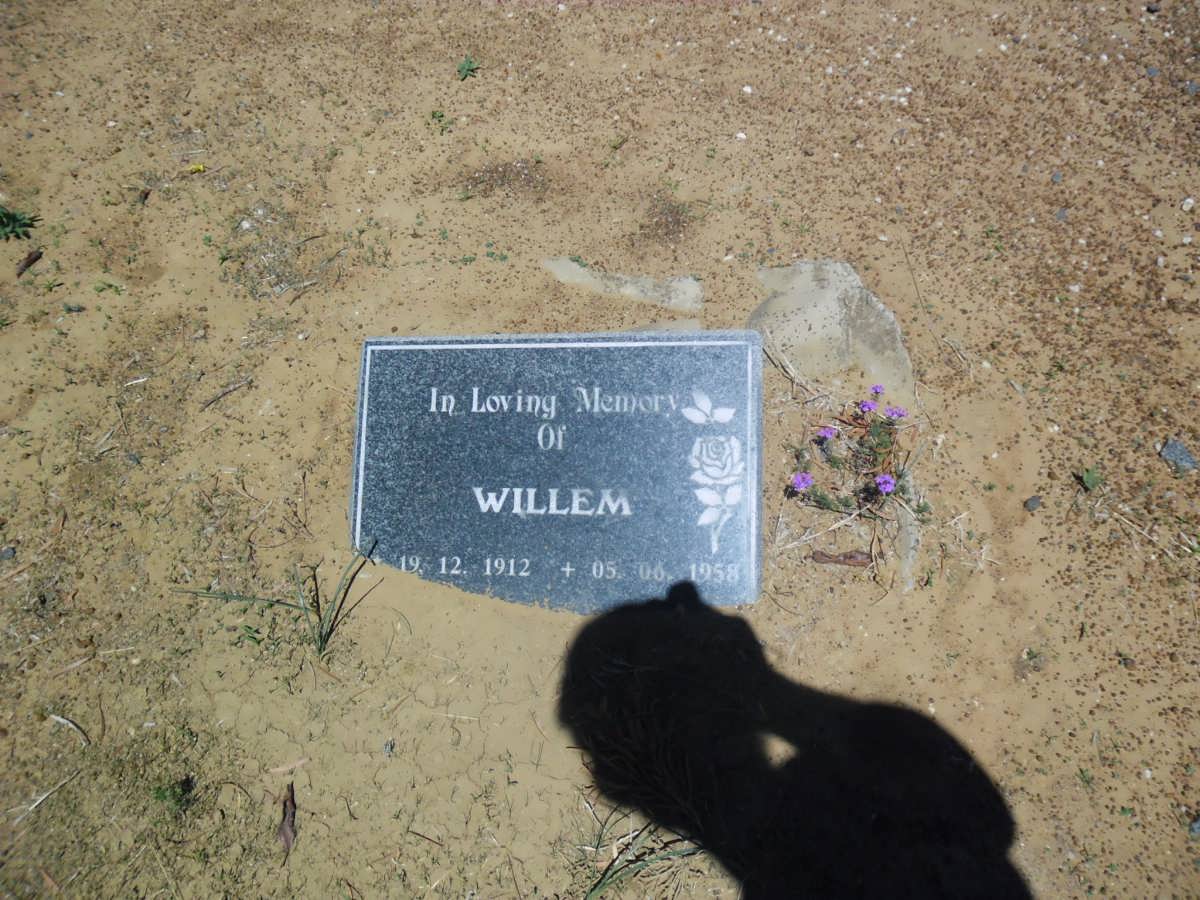 In Loving Memory
Of
WILLEM
19. 12. 1912 + 05. 06. 1958